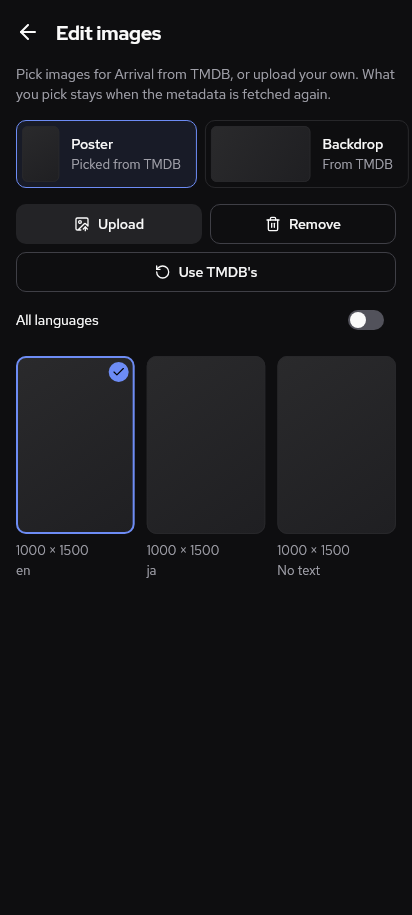 Edit images
Pick images for Arrival from TMDB, or upload your own. What
you pick stays when the metadata is fetched again.
Poster
Picked from TMDB
Backdrop
From TMDB
Upload
Remove
Use TMDB's
All languages
1000 × 1500
en
1000 × 1500
ja
1000 × 1500
No text